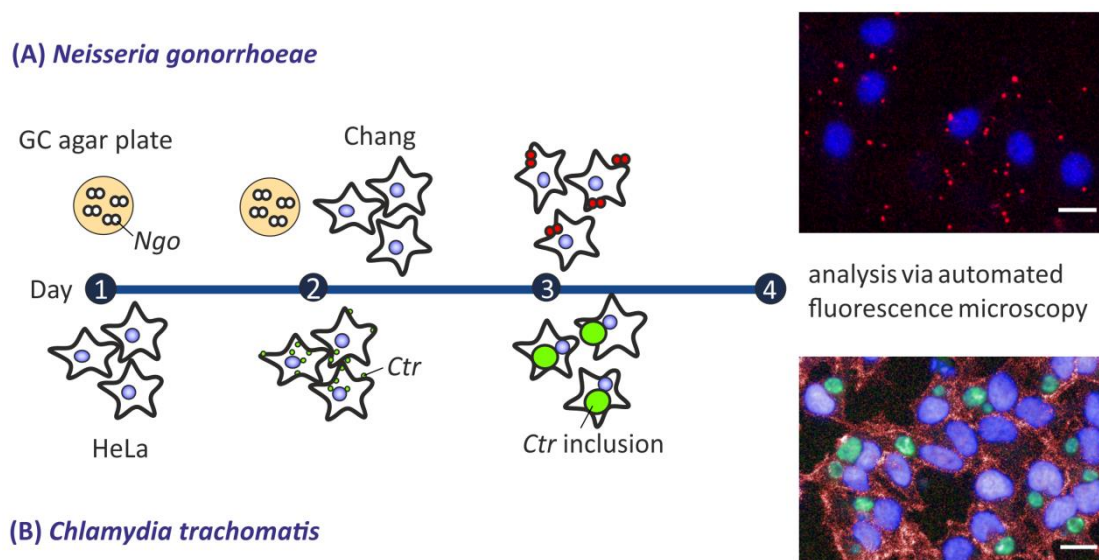 (A) Neisseria gonorrhoeae
GC agar plate
Chang
Ngo
Day 1 2 3 4
analysis via automated
fluorescence microscopy
Ctr
HeLa
Ctr inclusion
(B) Chlamydia trachomatis